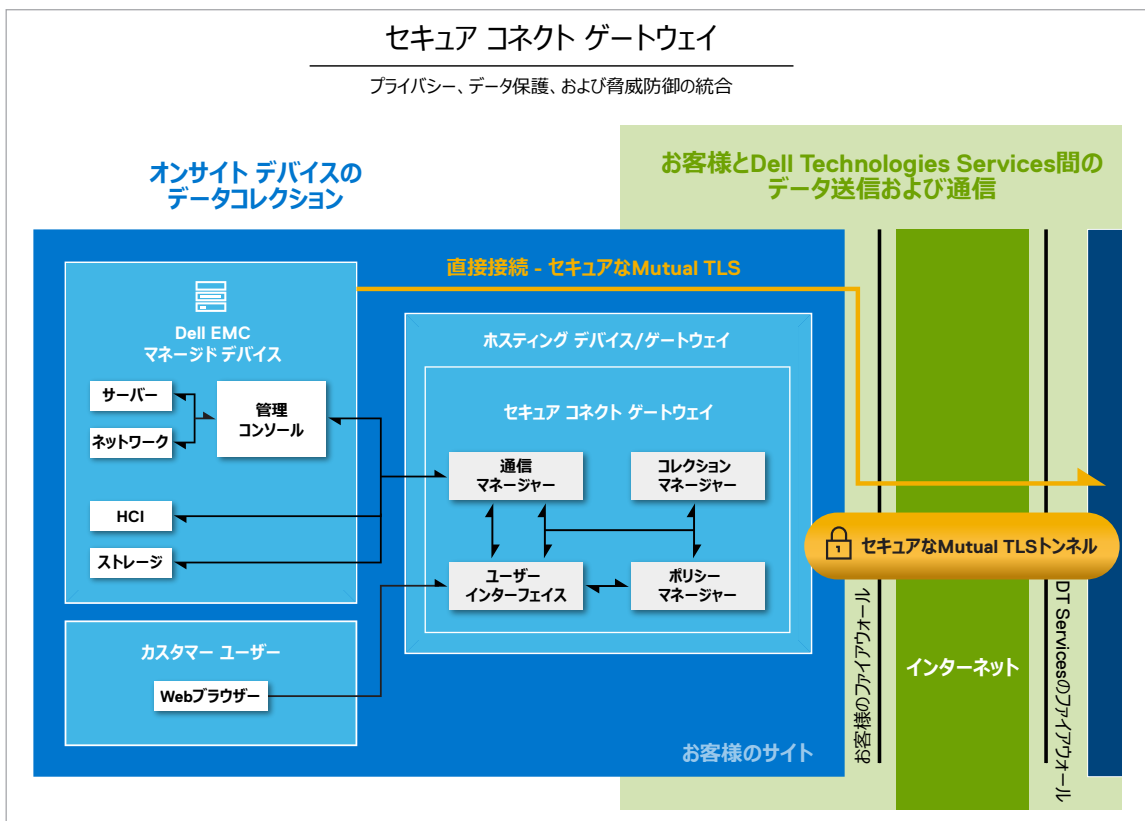 セキュア コネクト ゲートウェイ
プライバシー、データ保護、および脅威防御の統合
オンサイト デバイスの
データコレクション
お客様とDell Technologies Services間の
データ送信および通信
直接接続 - セキュアなMutual TLS
Dell EMC
マネージド デバイス
サーバー
ネットワーク
管理
コンソール
HCI
ストレージ
ホスティング デバイス/ゲートウェイ
セキュア コネクト ゲートウェイ
通信
マネージャー
コレクション
マネージャー
ユーザー
インターフェイス
ポリシー
マネージャー
カスタマー ユーザー
Webブラウザー
お客様のサイト
セキュアなMutual TLSトンネル
お客様のファイアウォール
インターネット
DT Servicesのファイアウォール